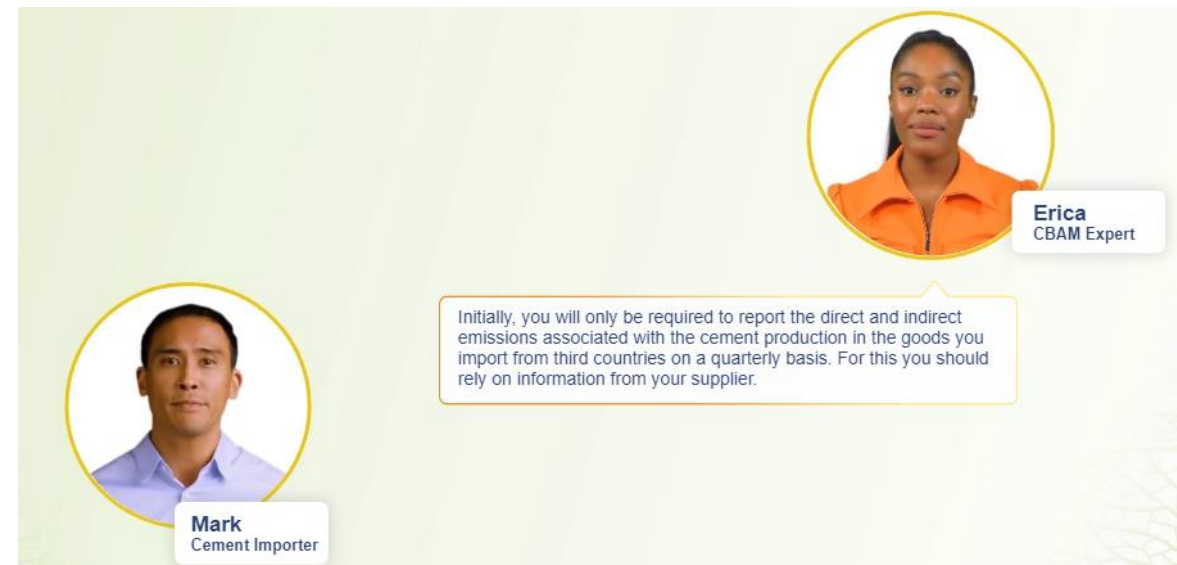 Erica
CBAM Expert
Initially, you will only be required to report the direct and indirect
emissions associated with the cement production in the goods you
import from third countries on a quarterly basis. For this you should
rely on information from your supplier.
Mark
Cement Importer